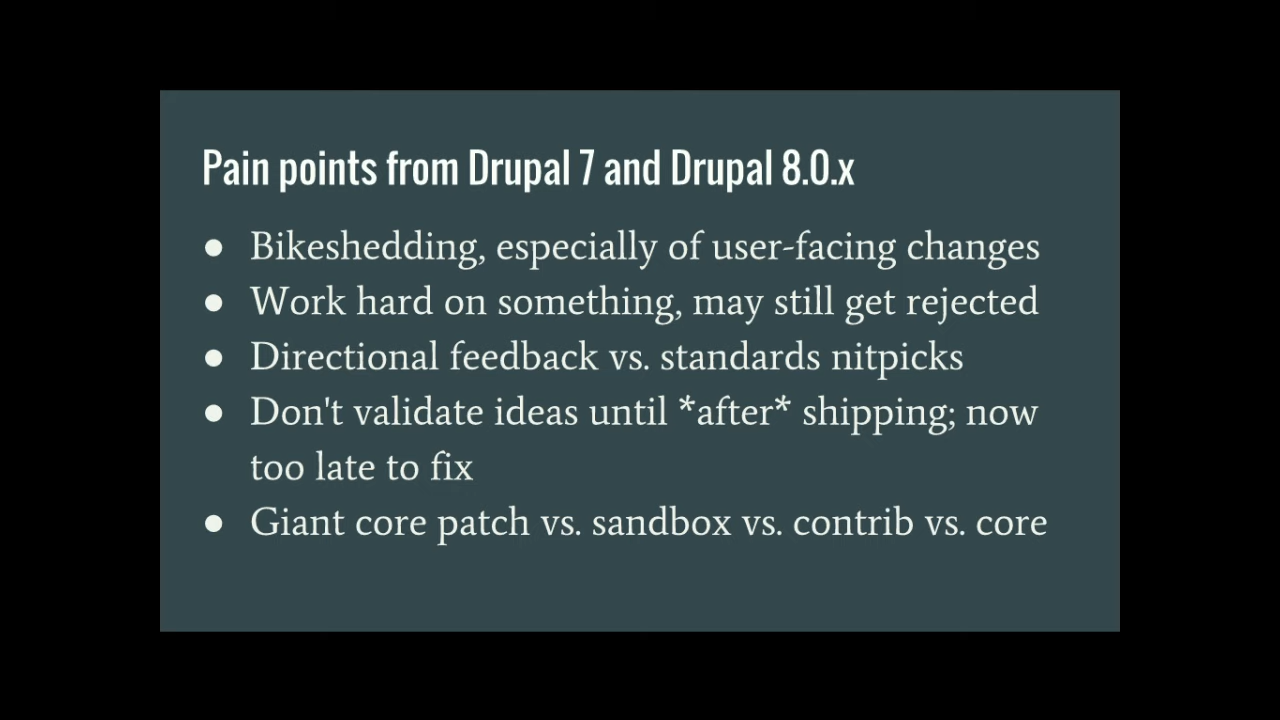 Pain points from Drupal 7 and Drupal 8.0.x
● Bikeshedding, especially of user-facing changes
● Work hard on something, may still get rejected
● Directional feedback vs. standards nitpicks
● Don't validate ideas until *after* shipping; now
too late to fix
● Giant core patch vs. sandbox vs. contrib vs. core